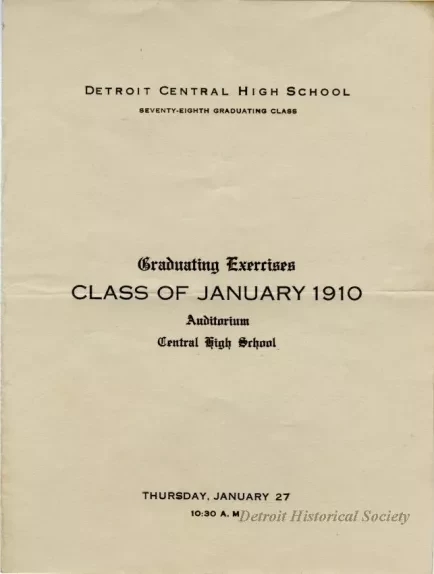 DETROIT CENTRAL HIGH SCHOOL
SEVENTY-EIGHTH GRADUATING CLASS
Graduating Exercises
CLASS OF JANUARY 1910
Auditorium
Central High School
THURSDAY, JANUARY 27
10:30 A. M
Detroit Historical Society